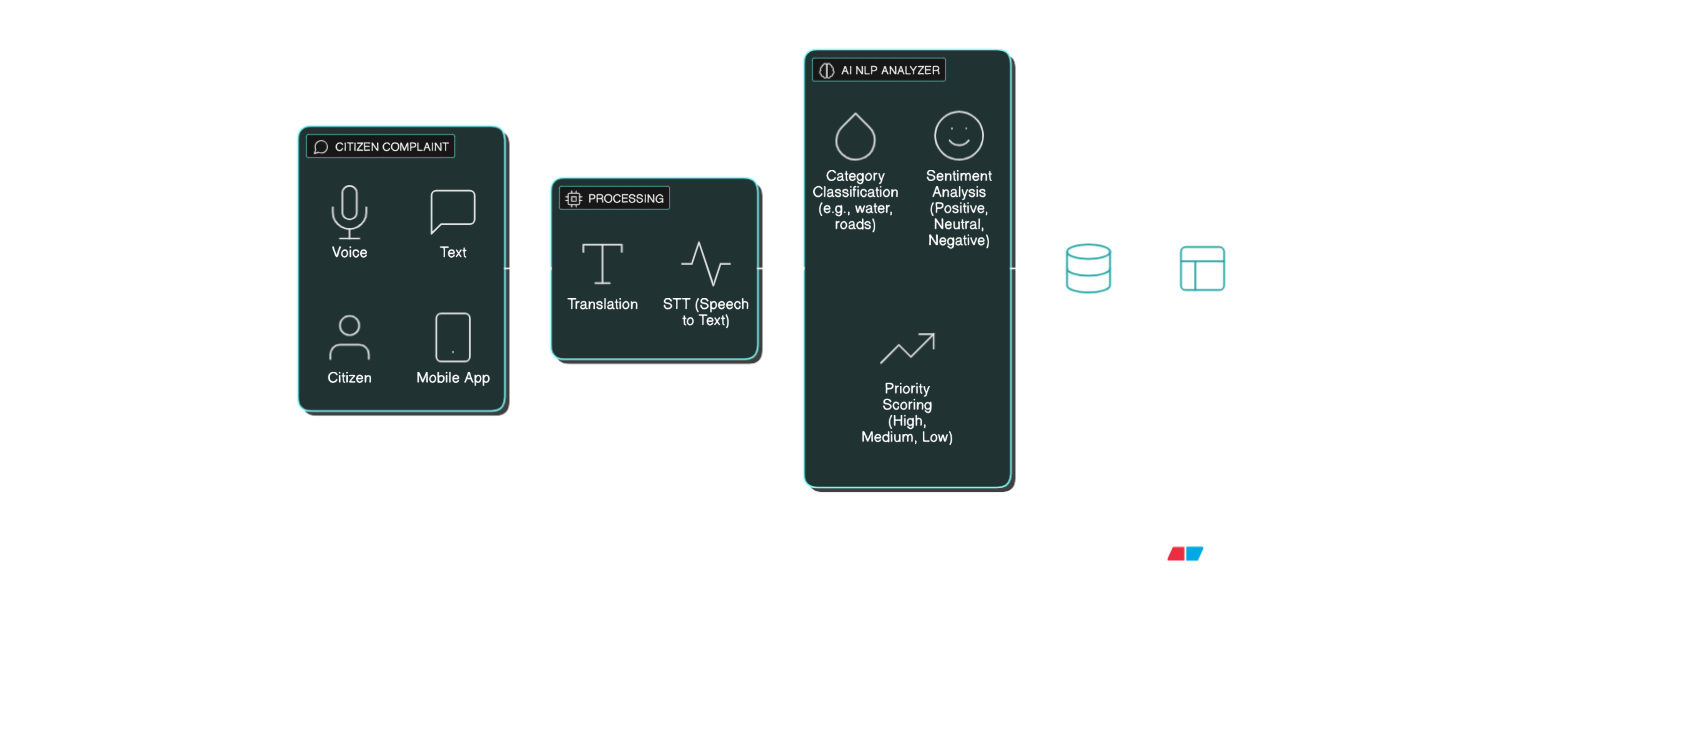 CITIZEN COMPLAINT
Voice
Text
Citizen
Mobile App
PROCESSING
Translation
STT (Speech
to Text)
AI NLP ANALYZER
Category
Classification
(e.g., water,
roads)
Sentiment
Analysis
(Positive,
Neutral,
Negative)
Priority
Scoring
(High,
Medium, Low)